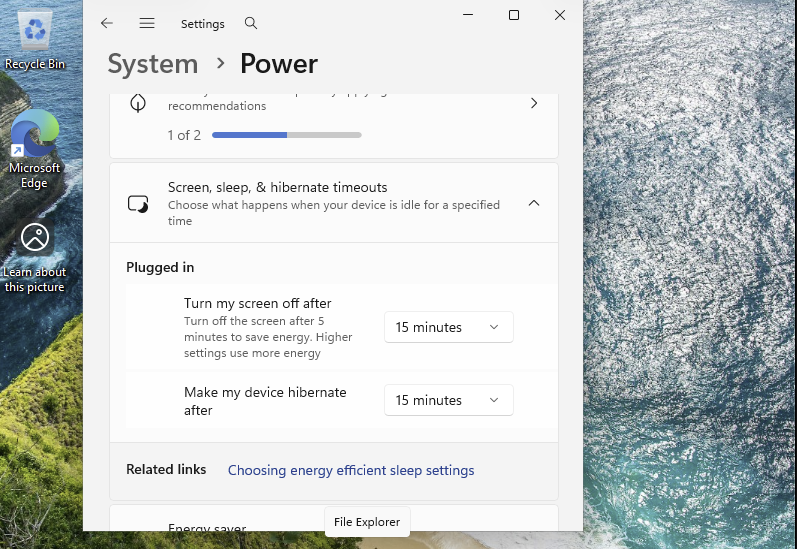 Recycle Bin
Microsoft
Edge
Learn about
this picture
Settings
System > Power
recommendations
1 of 2
Screen, sleep, & hibernate timeouts
Choose what happens when your device is idle for a specified
time
Plugged in
Turn my screen off after
Turn off the screen after 5
minutes to save energy. Higher
settings use more energy
15 minutes
Make my device hibernate
after
15 minutes
Related links
Choosing energy efficient sleep settings
Energy saver
File Explorer